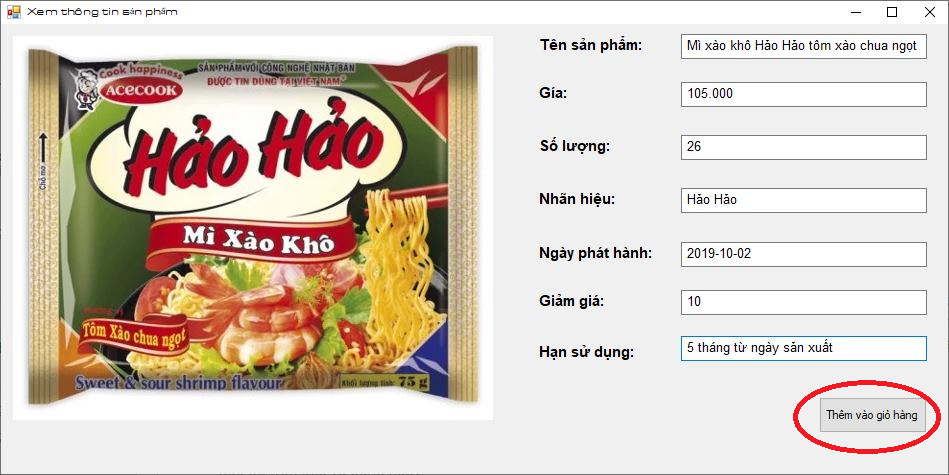 Xem thông tin sản phẩm
Cook happiness
ACECOOK
SẢN PHẨM VỚI CÔNG NGHỆ NHẬT BẢN
ĐƯỢC TIN DÙNG TẠI VIỆT NAM*
Hảo Hảo
Mì Xào Khô
Tôm Xào chua ngọt
Sweet & sour shrimp flavour
Khối lượng tịnh: 75 g
Tên sản phẩm:
Mì xào khô Hảo Hảo tôm xào chua ngọt
Gía:
105.000
Số lượng:
26
Nhãn hiệu:
Hảo Hảo
Ngày phát hành:
2019-10-02
Giảm giá:
10
Hạn sử dụng:
5 tháng từ ngày sản xuất
Thêm vào giỏ hàng